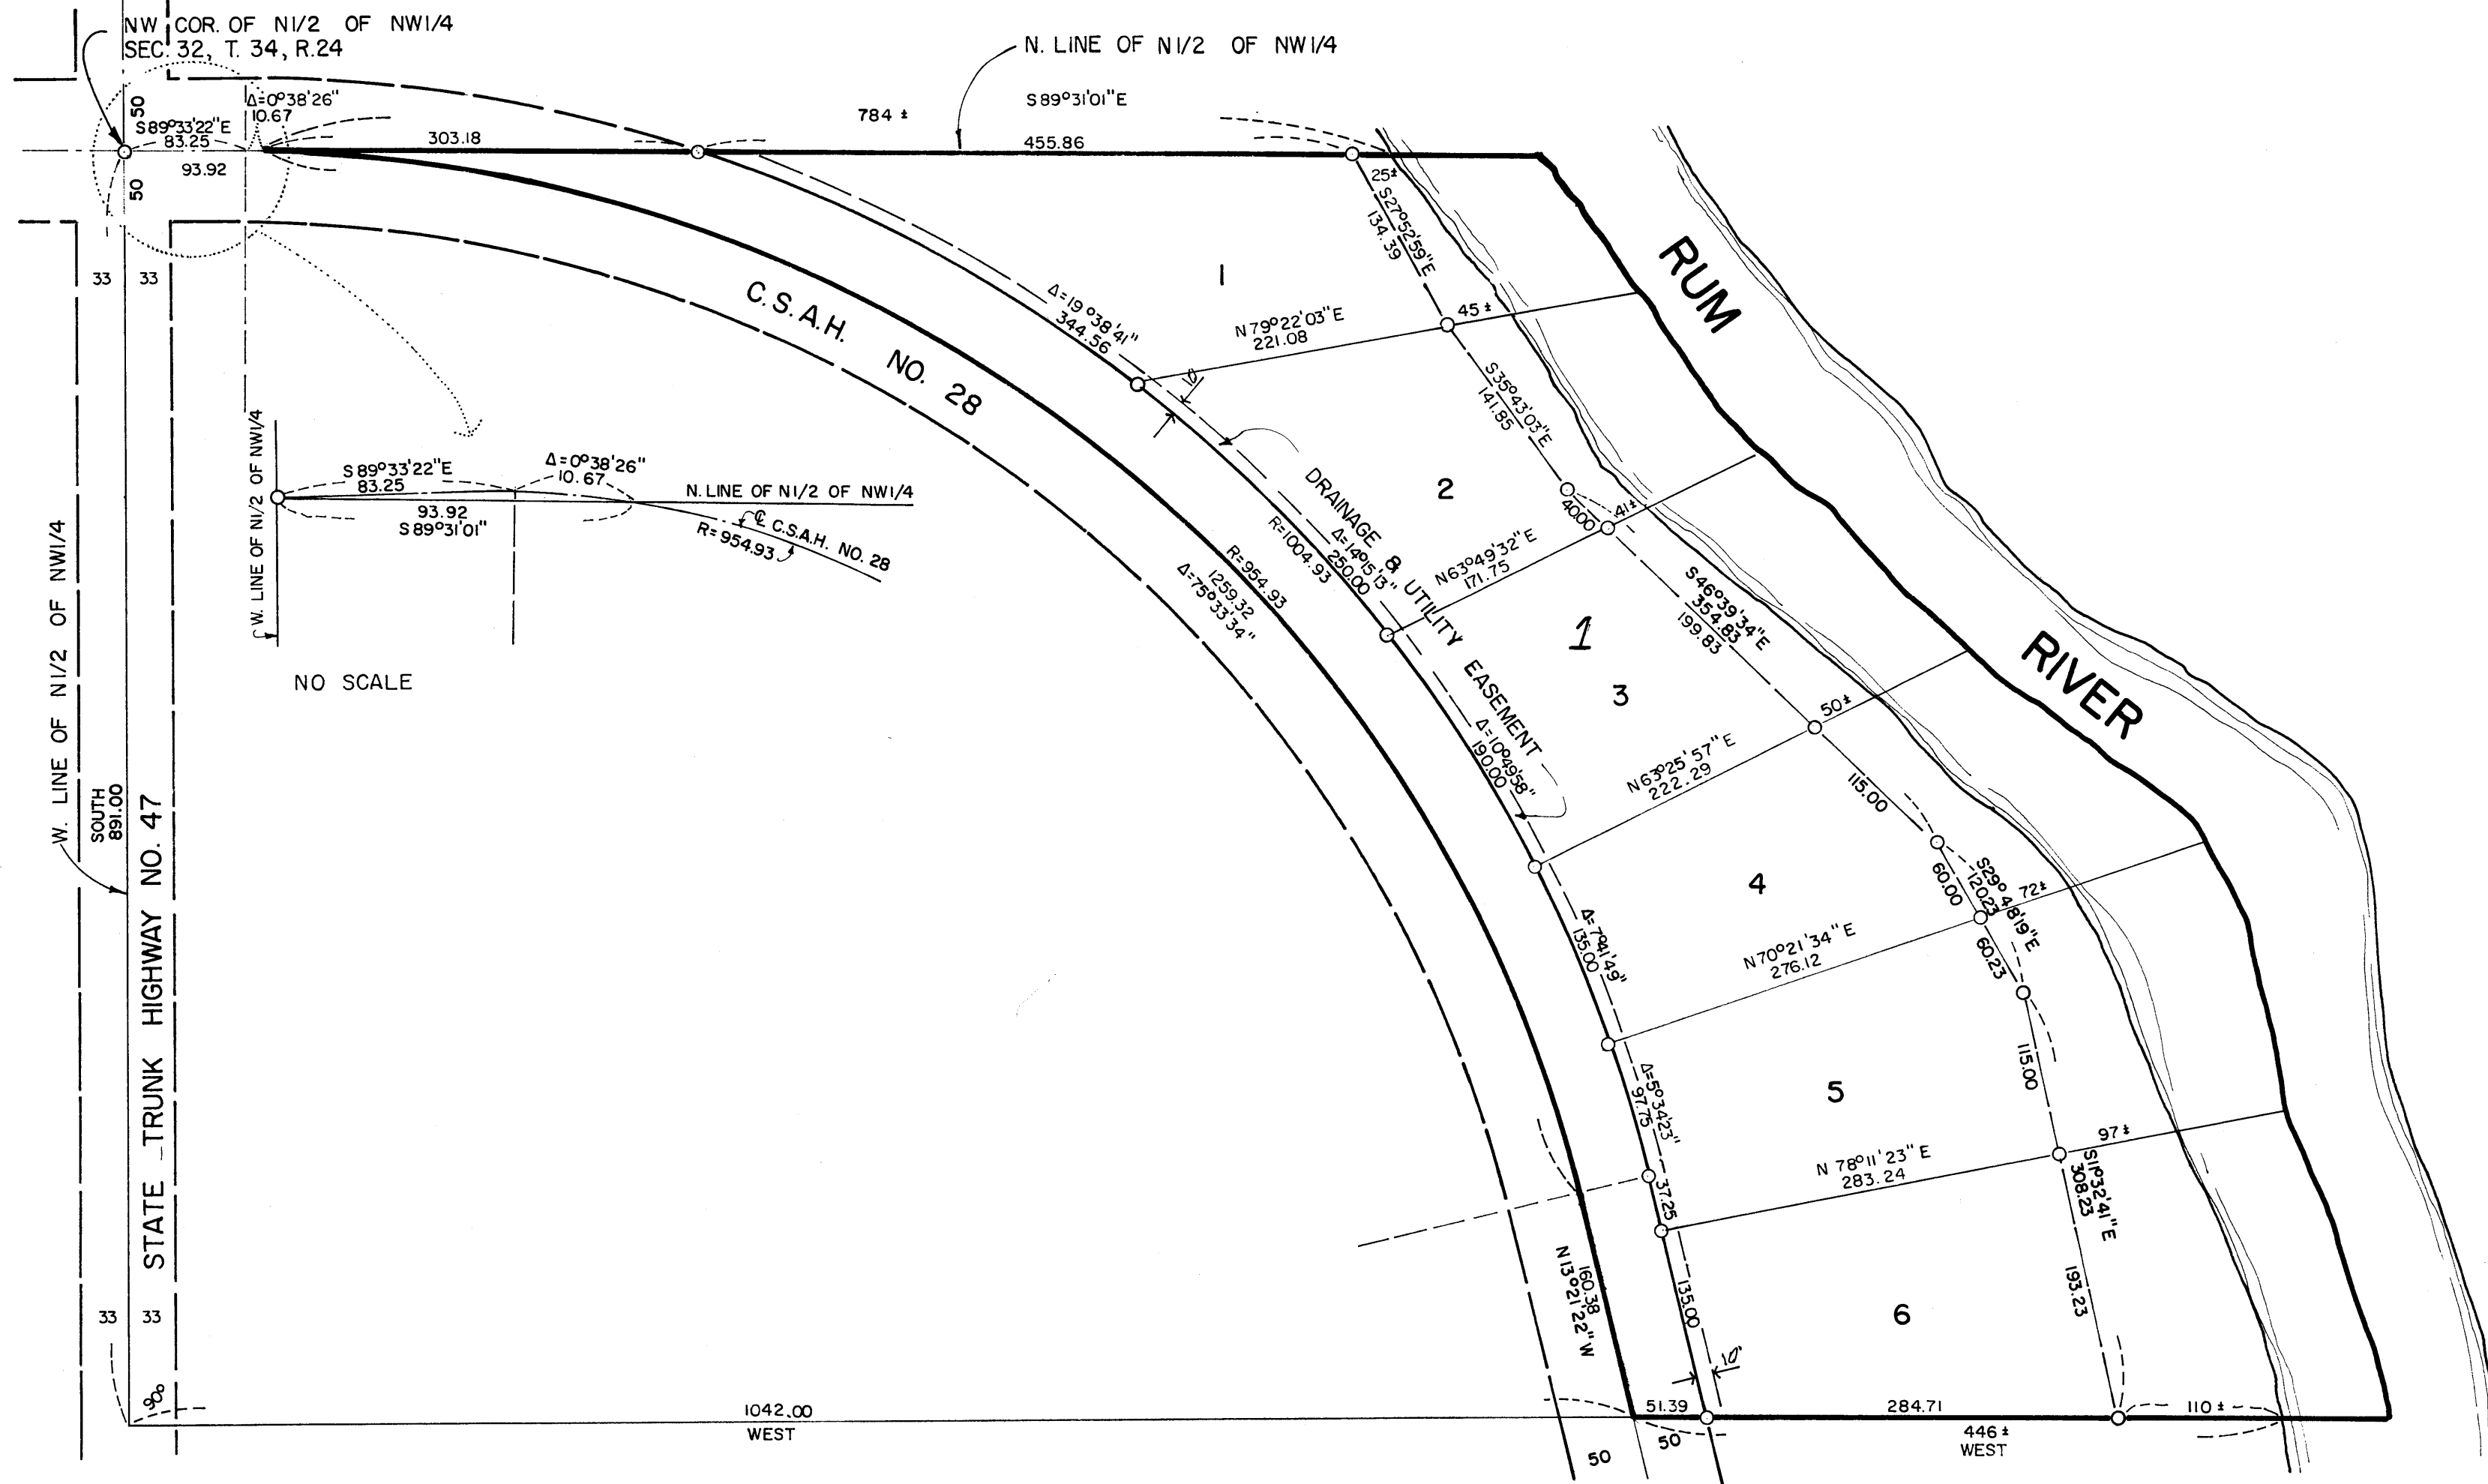 NW COR. OF N1/2 OF NW1/4
SEC. 32, T. 34, R.24
N. LINE OF N1/2 OF NW1/4
50
Δ=0°38'26"
10.67
S89°33'22"E
83.25
93.92
50
303.18
784 ±
S89°31'01"E
455.86
25±
S27°52'59"E
134.39
RUM
RIVER
33
33
1
C.S.A.H. NO. 28
Δ=19°38'41"
344.56
N79°22'03"E
221.08
45 ±
10'
S35°43'03"E
141.85
2
DRAINAGE & UTILITY EASEMENT
W. LINE OF N1/2 OF NW1/4
S89°33'22"E
83.25
Δ=0°38'26"
10.67
N. LINE OF N1/2 OF NW1/4
93.92
S89°31'01"
℄ C.S.A.H. NO. 28
R=954.93
NO SCALE
R=1004.93
Δ=14°15'13"
250.00
R=954.93
1259.32
Δ=75°33'34"
40.00
41±
N63°49'32"E
171.75
S46°39'34"E
354.83
199.83
1
3
Δ=10°49'58"
190.00
N63°25'57"E
222.29
50±
115.00
W. LINE OF N1/2 OF NW1/4
SOUTH
891.00
STATE TRUNK HIGHWAY NO. 47
4
Δ=7°41'49"
135.00
N70°21'34"E
276.12
60.00
S29°48'19"E
120.23
72±
60.23
115.00
5
Δ=5°34'23"
97.75
N 78°11'23" E
283.24
97±
S11°32'41"E
308.23
37.25
193.23
6
N13°21'22"W
160.38
135.00
10'
33
33
90°
1042.00
WEST
51.39
284.71
110 ±
50
50
446±
WEST